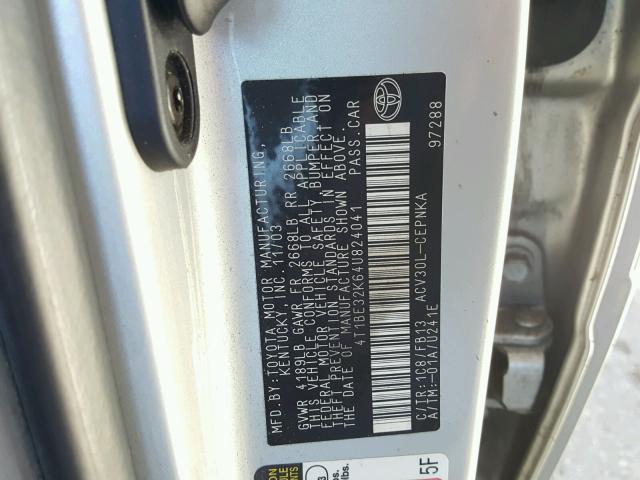 MFD.BY:TOYOTA MOTOR MANUFACTURING,
KENTUCKY, INC. 11/03
GVWR 4189LB GAWR FR 2668LB RR 2668LB
THIS VEHICLE CONFORMS TO ALL APPLICABLE
FEDERAL MOTOR VEHICLE SAFETY, BUMPER, AND
THEFT PREVENTION STANDARDS IN EFFECT ON
THE DATE OF MANUFACTURE SHOWN ABOVE.
4T1BE32K64U824041 PASS.CAR
C/TR:1C8/FB13 ACV30L-CEPNKA
A/TM:-01A/U241E 97288
5F